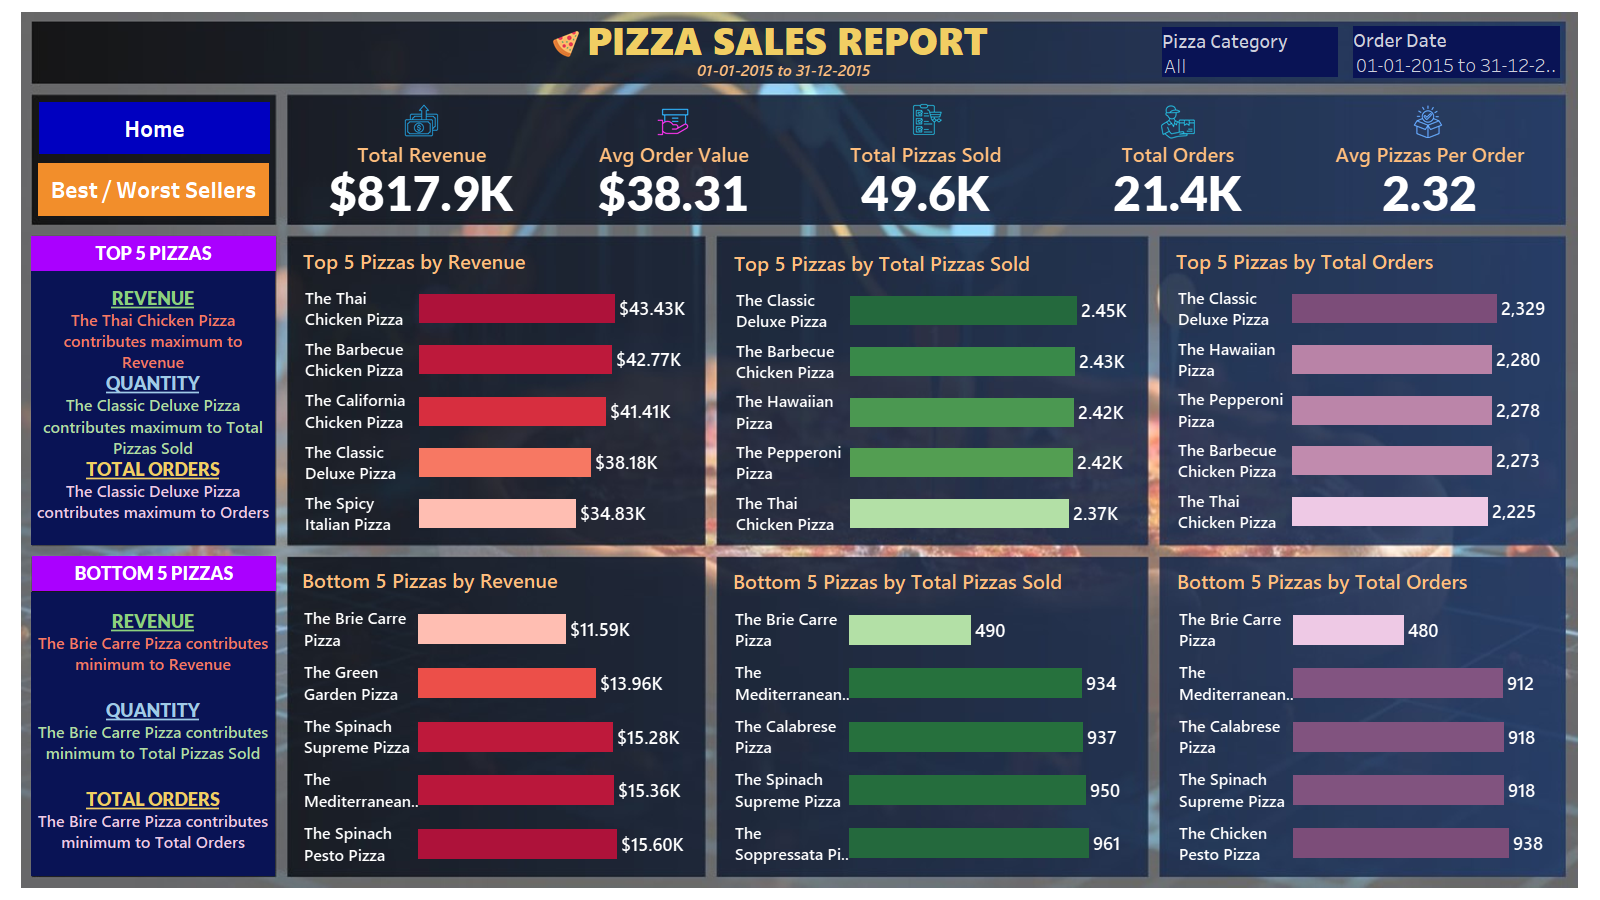 PIZZA SALES REPORT
01-01-2015 to 31-12-2015
Pizza Category
All
Order Date
01-01-2015 to 31-12-2..
Home
Best / Worst Sellers
Total Revenue
$817.9K
Avg Order Value
$38.31
Total Pizzas Sold
49.6K
Total Orders
21.4K
Avg Pizzas Per Order
2.32
TOP 5 PIZZAS
REVENUE
The Thai Chicken Pizza
contributes maximum to
Revenue
QUANTITY
The Classic Deluxe Pizza
contributes maximum to Total
Pizzas Sold
TOTAL ORDERS
The Classic Deluxe Pizza
contributes maximum to Orders
Top 5 Pizzas by Revenue
The Thai
Chicken Pizza
$43.43K
The Barbecue
Chicken Pizza
$42.77K
The California
Chicken Pizza
$41.41K
The Classic
Deluxe Pizza
$38.18K
The Spicy
Italian Pizza
$34.83K
Top 5 Pizzas by Total Pizzas Sold
The Classic
Deluxe Pizza
2.45K
The Barbecue
Chicken Pizza
2.43K
The Hawaiian
Pizza
2.42K
The Pepperoni
Pizza
2.42K
The Thai
Chicken Pizza
2.37K
Top 5 Pizzas by Total Orders
The Classic
Deluxe Pizza
2,329
The Hawaiian
Pizza
2,280
The Pepperoni
Pizza
2,278
The Barbecue
Chicken Pizza
2,273
The Thai
Chicken Pizza
2,225
BOTTOM 5 PIZZAS
REVENUE
The Brie Carre Pizza contributes
minimum to Revenue
QUANTITY
The Brie Carre Pizza contributes
minimum to Total Pizzas Sold
TOTAL ORDERS
The Bire Carre Pizza contributes
minimum to Total Orders
Bottom 5 Pizzas by Revenue
The Brie Carre
Pizza
$11.59K
The Green
Garden Pizza
$13.96K
The Spinach
Supreme Pizza
$15.28K
The
Mediterranean..
$15.36K
The Spinach
Pesto Pizza
$15.60K
Bottom 5 Pizzas by Total Pizzas Sold
The Brie Carre
Pizza
490
The
Mediterranean..
934
The Calabrese
Pizza
937
The Spinach
Supreme Pizza
950
The
Soppressata Pi..
961
Bottom 5 Pizzas by Total Orders
The Brie Carre
Pizza
480
The
Mediterranean..
912
The Calabrese
Pizza
918
The Spinach
Supreme Pizza
918
The Chicken
Pesto Pizza
938